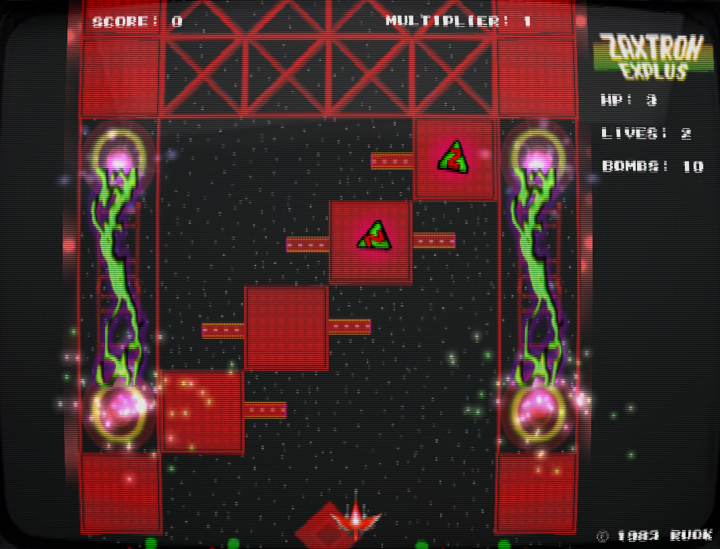 SCORE: 0
MULTIPLIER: 1
ZAXTRON
EXPLUS
HP: 3
LIVES: 2
BOMBS: 10
Z
Z
© 1983 RVOK